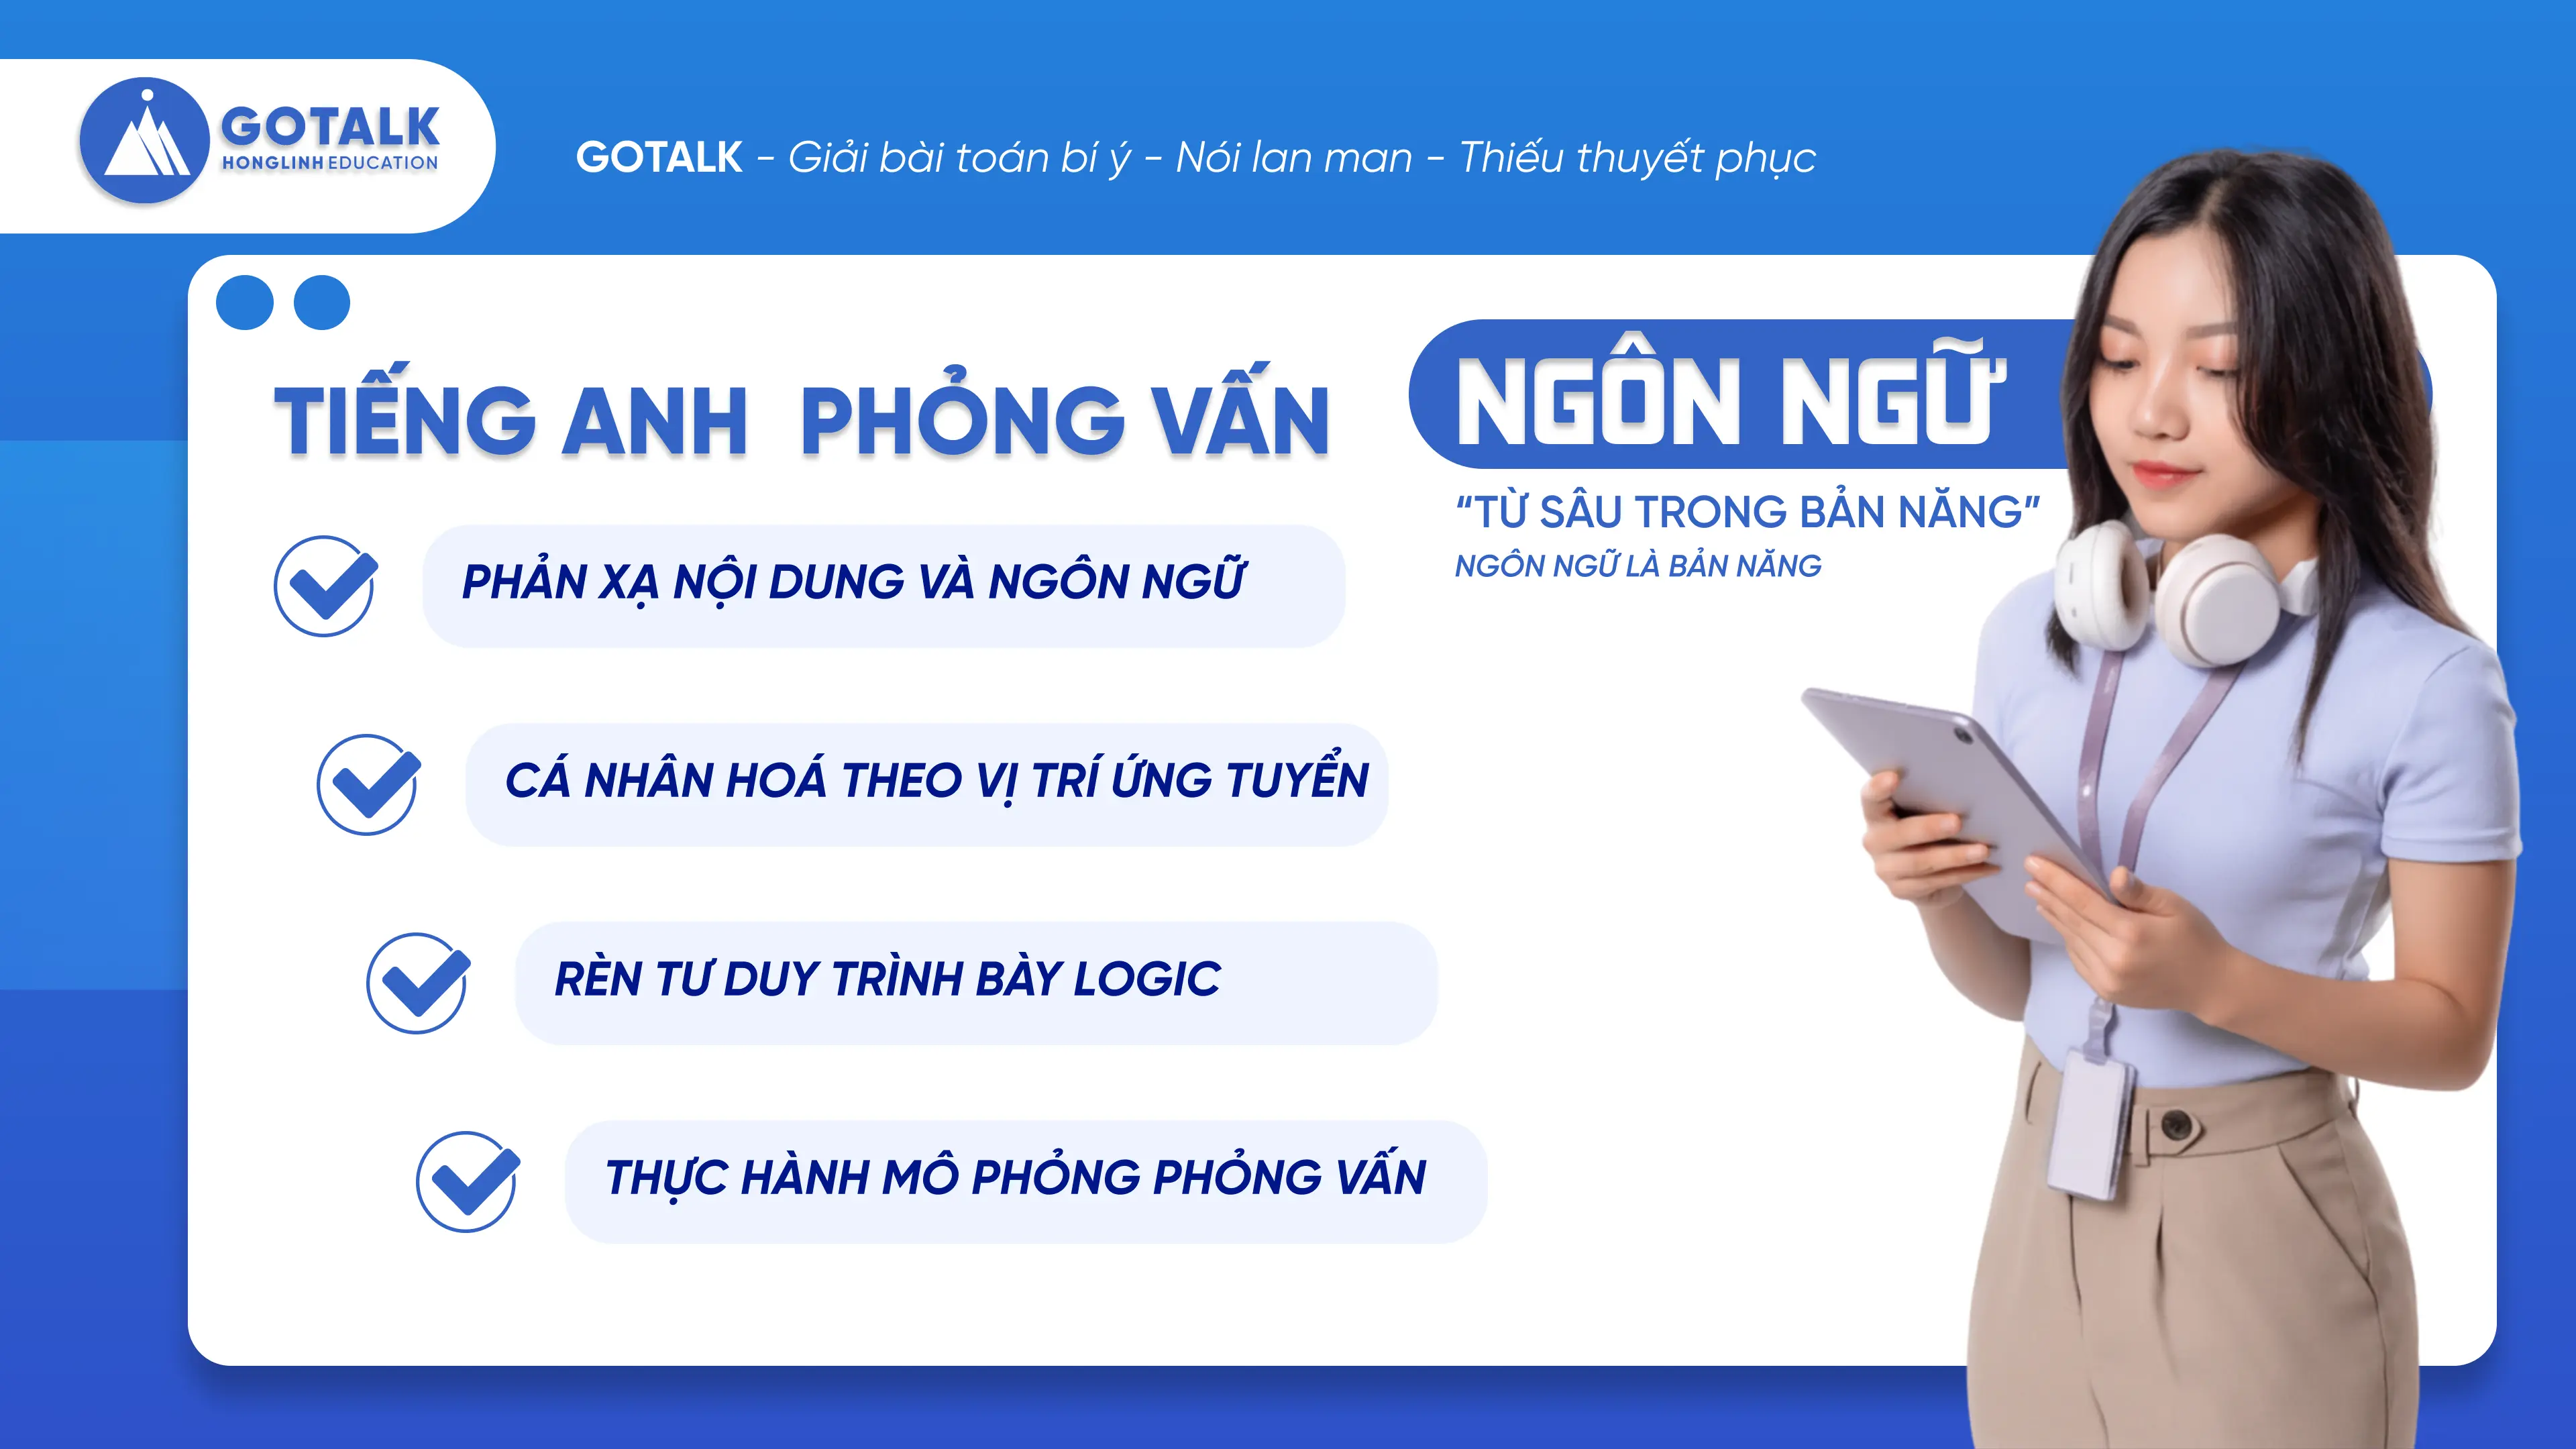 GOTALK
HONGLINH EDUCATION
GOTALK - Giải bài toán bí ý - Nói lan man - Thiếu thuyết phục
TIẾNG ANH PHỎNG VẤN
NGÔN NGỮ
“TỪ SÂU TRONG BẢN NĂNG”
NGÔN NGỮ LÀ BẢN NĂNG
PHẢN XẠ NỘI DUNG VÀ NGÔN NGỮ
CÁ NHÂN HOÁ THEO VỊ TRÍ ỨNG TUYỂN
RÈN TƯ DUY TRÌNH BÀY LOGIC
THỰC HÀNH MÔ PHỎNG PHỎNG VẤN